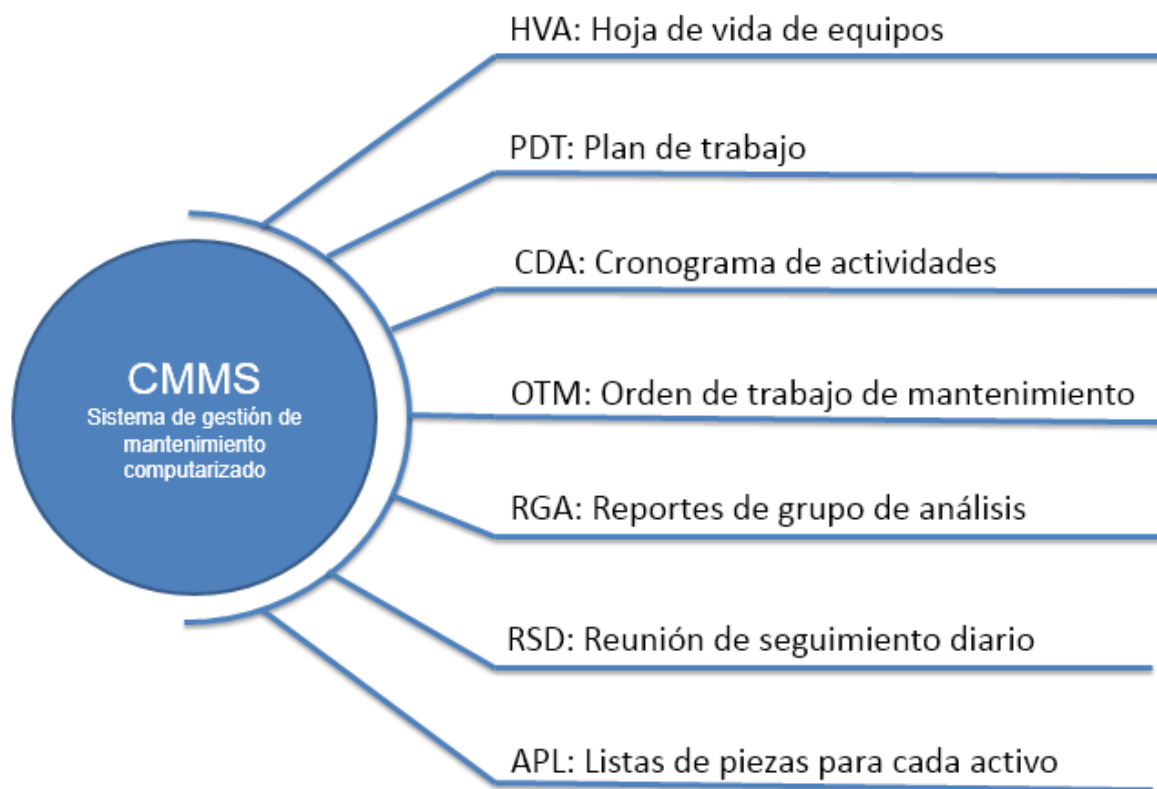 HVA: Hoja de vida de equipos
PDT: Plan de trabajo
CDA: Cronograma de actividades
CMMS
Sistema de gestión de
mantenimiento
computarizado
OTM: Orden de trabajo de mantenimiento
RGA: Reportes de grupo de análisis
RSD: Reunión de seguimiento diario
APL: Listas de piezas para cada activo